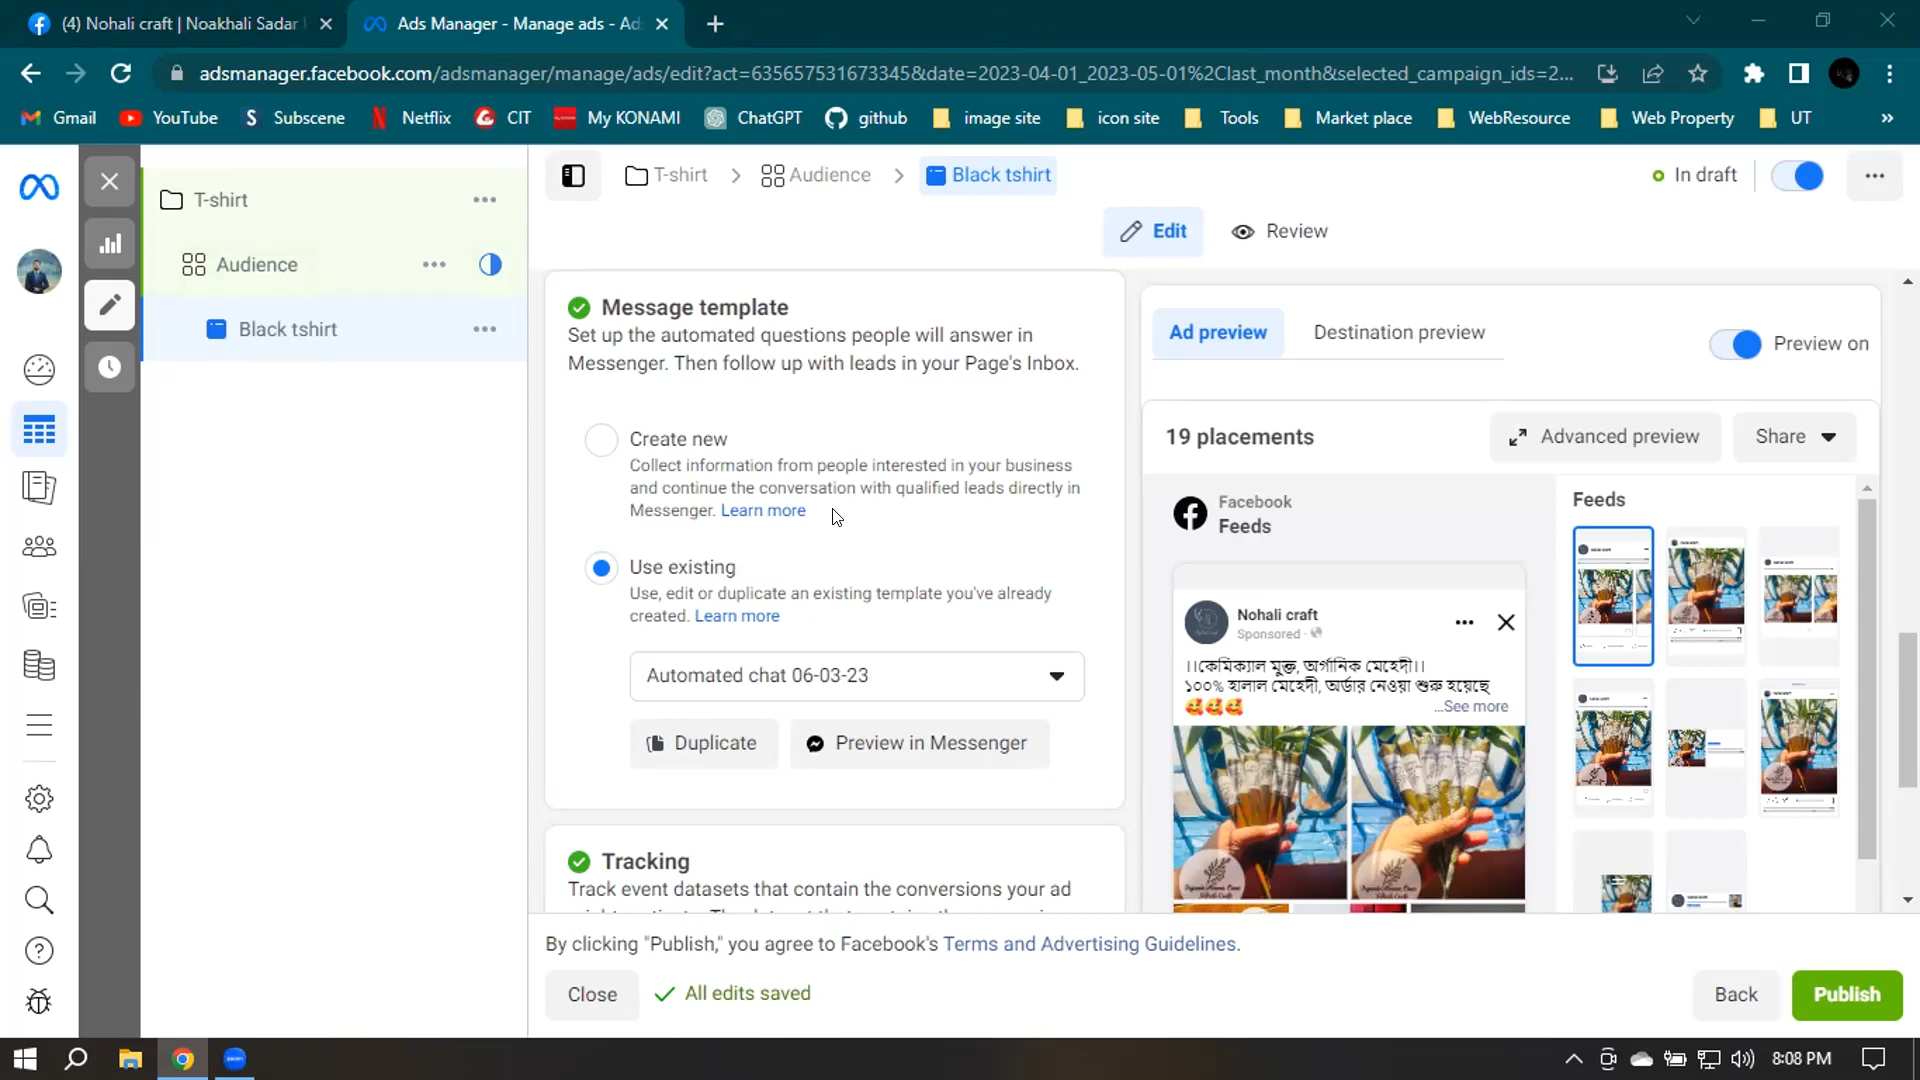 (4) Nohali craft | Noakhali Sadar
Ads Manager - Manage ads - Ad
adsmanager.facebook.com/adsmanager/manage/ads/edit?act=635657531673345&date=2023-04-01_2023-05-01%2Clast_month&selected_campaign_ids=2...
Gmail YouTube Subscene Netflix CIT My KONAMI ChatGPT github image site icon site Tools Market place WebResource Web Property UT »
T-shirt
Audience
Black tshirt
T-shirt > Audience > Black tshirt
In draft
Edit Review
Message template
Set up the automated questions people will answer in
Messenger. Then follow up with leads in your Page's Inbox.
Create new
Collect information from people interested in your business
and continue the conversation with qualified leads directly in
Messenger. Learn more
Use existing
Use, edit or duplicate an existing template you've already
created. Learn more
Automated chat 06-03-23
Duplicate Preview in Messenger
Tracking
Track event datasets that contain the conversions your ad
Ad preview Destination preview Preview on
19 placements Advanced preview Share
Facebook
Feeds
Feeds
Nohali craft
Sponsored ·
।।কেমিক্যাল মুক্ত, অর্গানিক মেহেদী।।
১০০% হালাল মেহেদী, অর্ডার নেওয়া শুরু হয়েছে
🥰🥰🥰 ...See more
By clicking "Publish," you agree to Facebook's Terms and Advertising Guidelines.
Close All edits saved Back Publish
8:08 PM